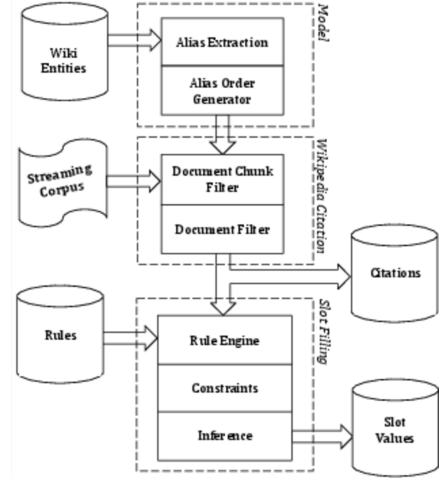 Wiki
Entities
Alias Extraction
Alias Order
Generator
Model
Streaming
Corpus
Document Chunk
Filter
Document Filter
Wikipedia Citation
Citations
Rules
Rule Engine
Constraints
Inference
Slot Filling
Slot
Values